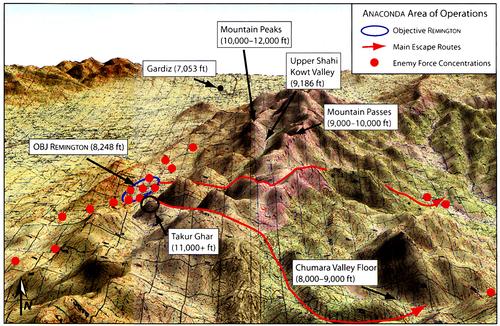 ANACONDA Area of Operations
Objective REMINGTON
Main Escape Routes
Enemy Force Concentrations
Mountain Peaks
(10,000–12,000 ft)
Upper Shahi
Kowt Valley
(9,186 ft)
Gardiz (7,053 ft)
Mountain Passes
(9,000–10,000 ft)
OBJ REMINGTON (8,248 ft)
Takur Ghar
(11,000+ ft)
Chumara Valley Floor
(8,000–9,000 ft)
N